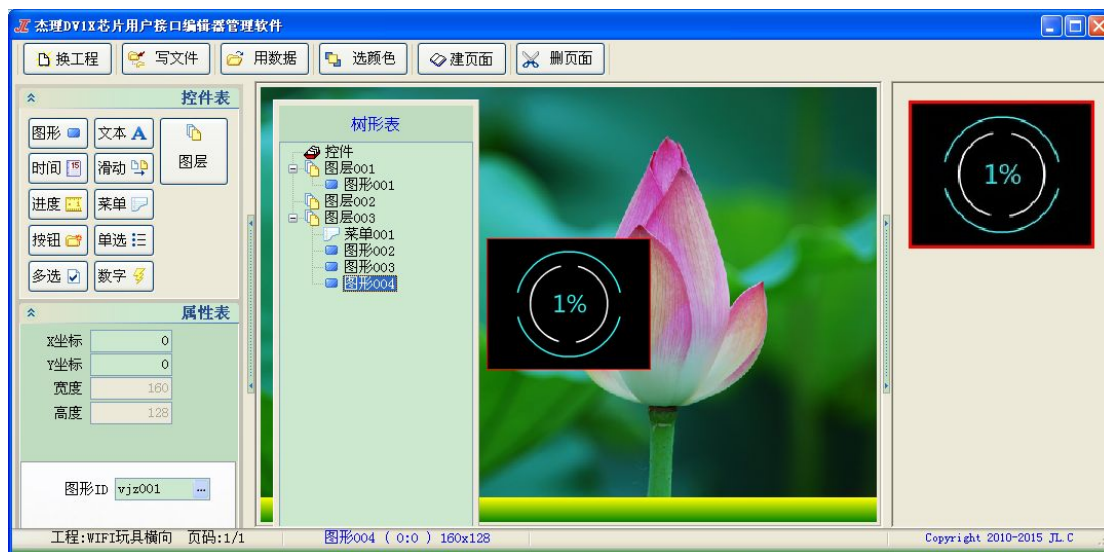 杰理DV1X芯片用户接口编辑器管理软件
换工程 写文件 用数据 选颜色 建页面 删页面
控件表
图形 文本 A 图层
时间 15 滑动
进度 菜单
按钮 单选
多选 数字
属性表
X坐标 0
Y坐标 0
宽度 160
高度 128
图形ID vjz001 ...
树形表
控件
图层001
图形001
图层002
图层003
菜单001
图形002
图形003
图形004
1%
1%
工程:WIFI玩具横向 页码:1/1 图形004 ( 0:0 ) 160x128 Copyright 2010-2015 JL.C